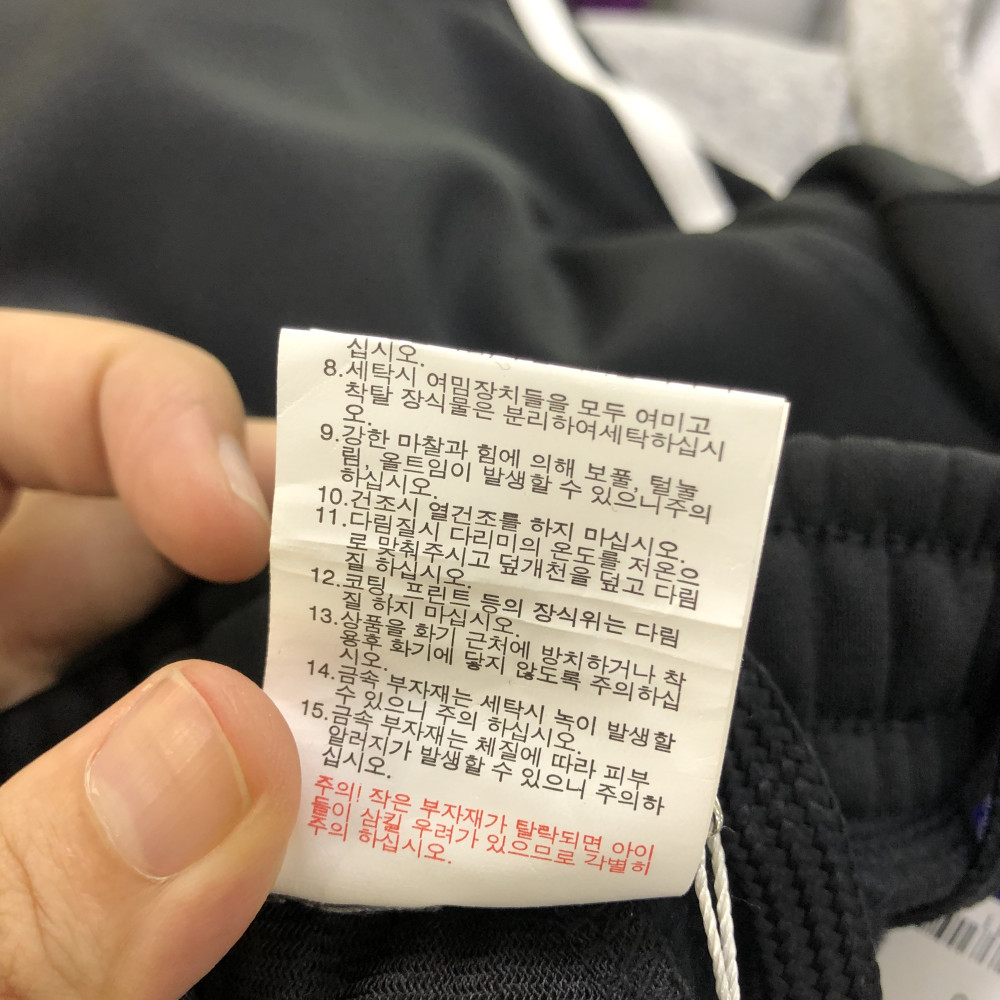 십시오.
8.세탁시 여밈장치들을 모두 여미고
착탈 장식물은 분리하여세탁하십시
오.
9.강한 마찰과 힘에 의해 보풀, 털눌
림, 올트임이 발생할 수 있으니주의
하십시오.
10.건조시 열건조를 하지 마십시오.
11.다림질시 다리미의 온도를 저온으
로 맞춰주시고 덮개천을 덮고 다림
질 하십시오.
12.코팅, 프린트 등의 장식위는 다림
질 하지 마십시오.
13.상품을 화기 근처에 방치하거나 착
용후 화기에 닿지 않도록 주의하십
시오.
14.금속 부자재는 세탁시 녹이 발생할
수 있으니 주의 하십시오.
15.금속 부자재는 체질에 따라 피부
알러지가 발생할 수 있으니 주의하
십시오.
주의! 작은 부자재가 탈락되면 아이
들이 삼킬 우려가 있으므로 각별히
주의 하십시오.